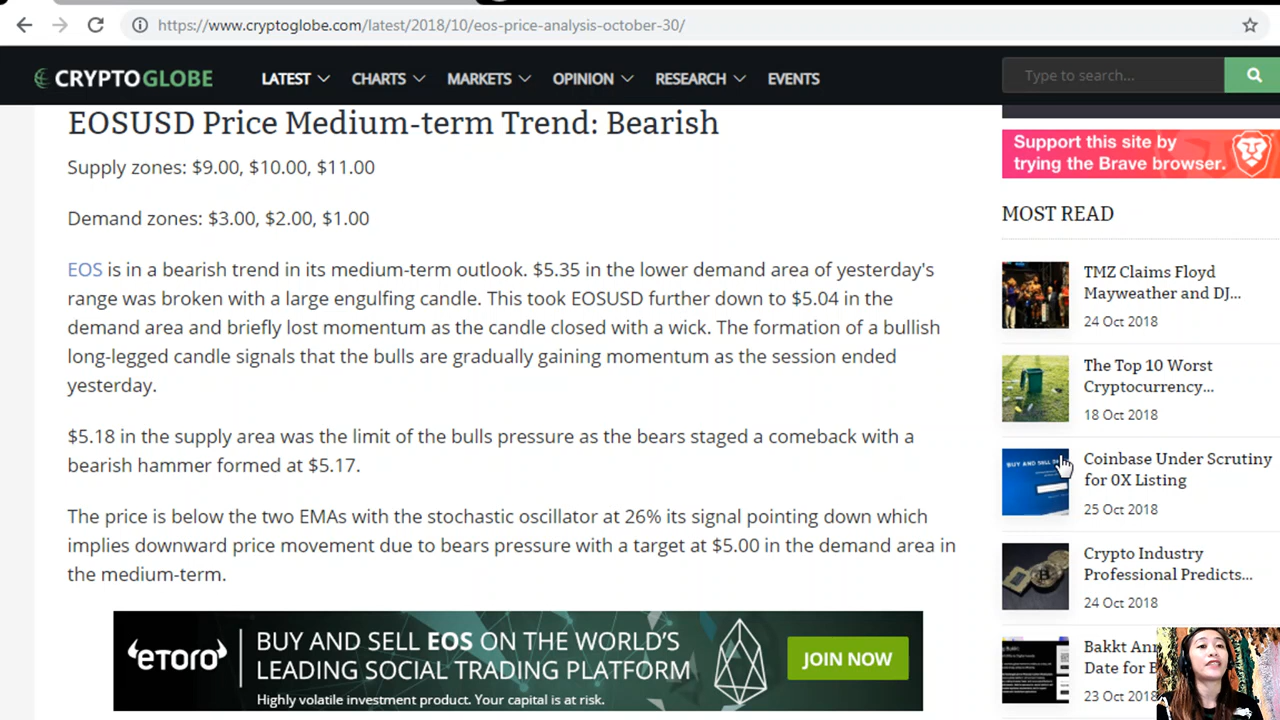 https://www.cryptoglobe.com/latest/2018/10/eos-price-analysis-october-30/
CRYPTOGLOBE
LATEST
CHARTS
MARKETS
OPINION
RESEARCH
EVENTS
Type to search...
EOSUSD Price Medium-term Trend: Bearish
Supply zones: $9.00, $10.00, $11.00
Demand zones: $3.00, $2.00, $1.00
EOS is in a bearish trend in its medium-term outlook. $5.35 in the lower demand area of yesterday's
range was broken with a large engulfing candle. This took EOSUSD further down to $5.04 in the
demand area and briefly lost momentum as the candle closed with a wick. The formation of a bullish
long-legged candle signals that the bulls are gradually gaining momentum as the session ended
yesterday.
$5.18 in the supply area was the limit of the bulls pressure as the bears staged a comeback with a
bearish hammer formed at $5.17.
The price is below the two EMAs with the stochastic oscillator at 26% its signal pointing down which
implies downward price movement due to bears pressure with a target at $5.00 in the demand area in
the medium-term.
eTORO
BUY AND SELL EOS ON THE WORLD'S
LEADING SOCIAL TRADING PLATFORM
Highly volatile investment product. Your capital is at risk.
JOIN NOW
Support this site by
trying the Brave browser.
MOST READ
TMZ Claims Floyd
Mayweather and DJ...
24 Oct 2018
The Top 10 Worst
Cryptocurrency...
18 Oct 2018
BUY AND SELL
Coinbase Under Scrutiny
for 0X Listing
25 Oct 2018
Crypto Industry
Professional Predicts...
24 Oct 2018
Bakkt
Date for
23 Oct 2018